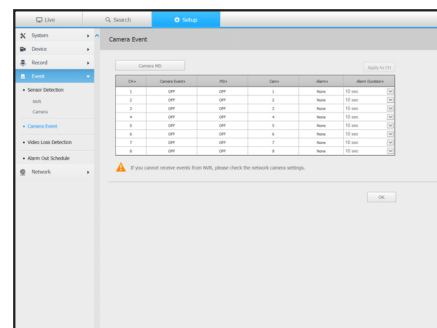 Live
Search
Setup
System
Device
Record
Event
Sensor Detection
NVR
Camera
Camera Event
Video Loss Detection
Alarm Out Schedule
Network
Camera Event
Camera MD
Apply to CH
CH Camera Event MD Cam Alarm Alarm Duration
1 OFF OFF 1 None 10 sec
2 OFF OFF 2 None 10 sec
3 OFF OFF 3 None 10 sec
4 OFF OFF 4 None 10 sec
5 OFF OFF 5 None 10 sec
6 OFF OFF 6 None 10 sec
7 OFF OFF 7 None 10 sec
8 OFF OFF 8 None 10 sec
If you cannot receive events from NVR, please check the network camera settings.
OK